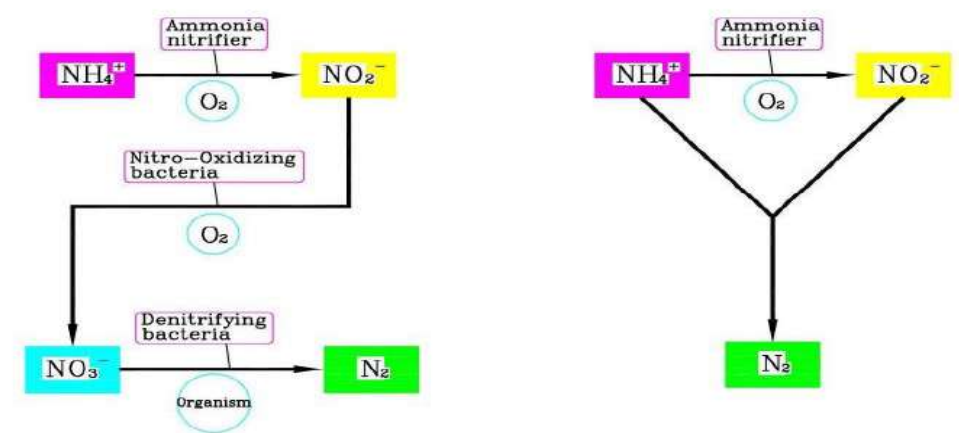 Ammonia
nitrifier
NH₄⁺
O₂
NO₂⁻
Nitro-Oxidizing
bacteria
O₂
Denitrifying
bacteria
NO₃⁻
Organism
N₂
Ammonia
nitrifier
NH₄⁺
O₂
NO₂⁻
N₂